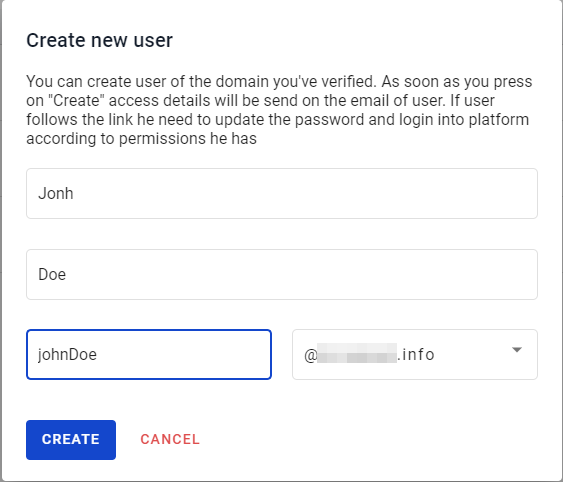 Create new user
You can create user of the domain you've verified. As soon as you press
on "Create" access details will be send on the email of user. If user
follows the link he need to update the password and login into platform
according to permissions he has
Jonh
Doe
johnDoe
@ .info
CREATE CANCEL